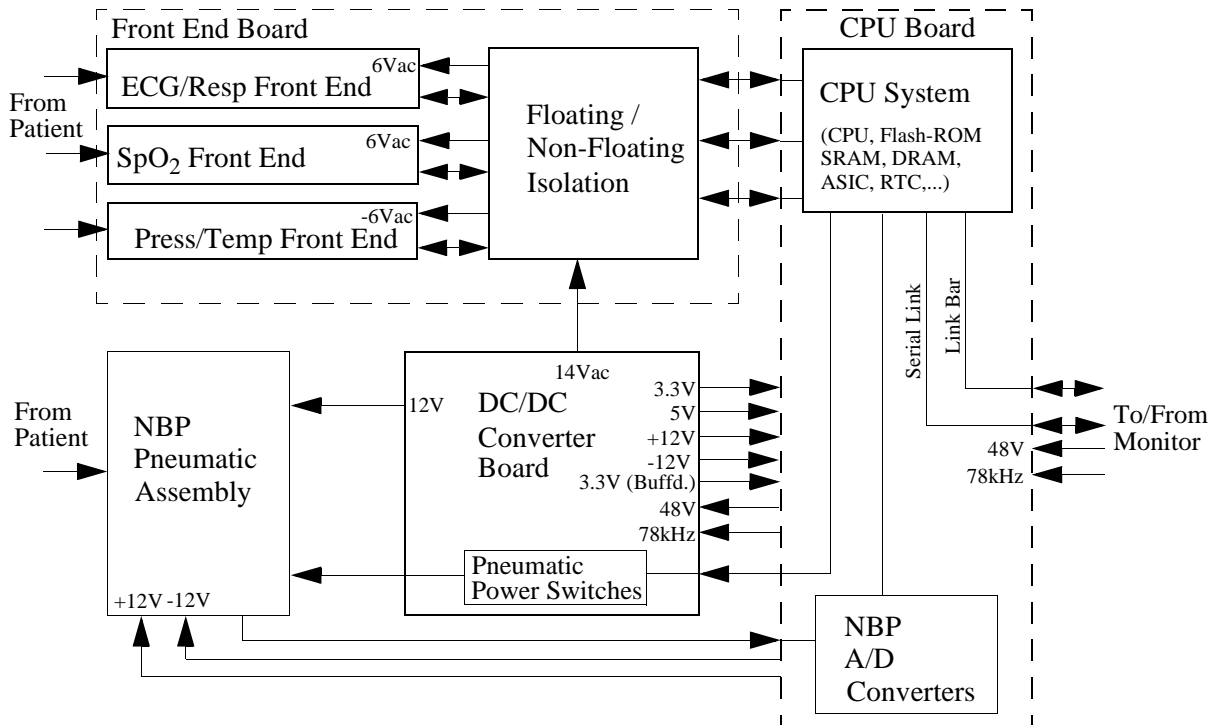 Front End Board
CPU Board
ECG/Resp Front End
6Vac
SpO₂ Front End
6Vac
Press/Temp Front End
-6Vac
From
Patient
Floating /
Non-Floating
Isolation
CPU System
(CPU, Flash-ROM
SRAM, DRAM,
ASIC, RTC,...)
Serial Link
Link Bar
14Vac
12V
DC/DC
Converter
Board
3.3V
5V
+12V
-12V
3.3V (Buffd.)
48V
78kHz
Pneumatic
Power Switches
From
Patient
NBP
Pneumatic
Assembly
+12V -12V
NBP
A/D
Converters
To/From
Monitor
48V
78kHz